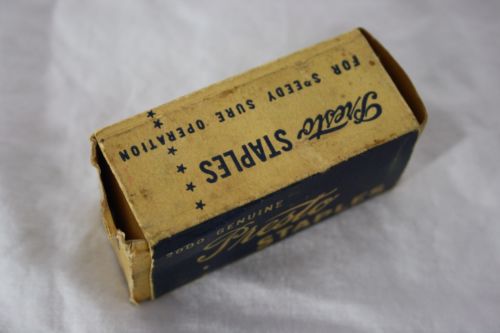 Presto STAPLES
FOR SPEEDY SURE OPERATION
5000 GENUINE
Presto
STAPLES